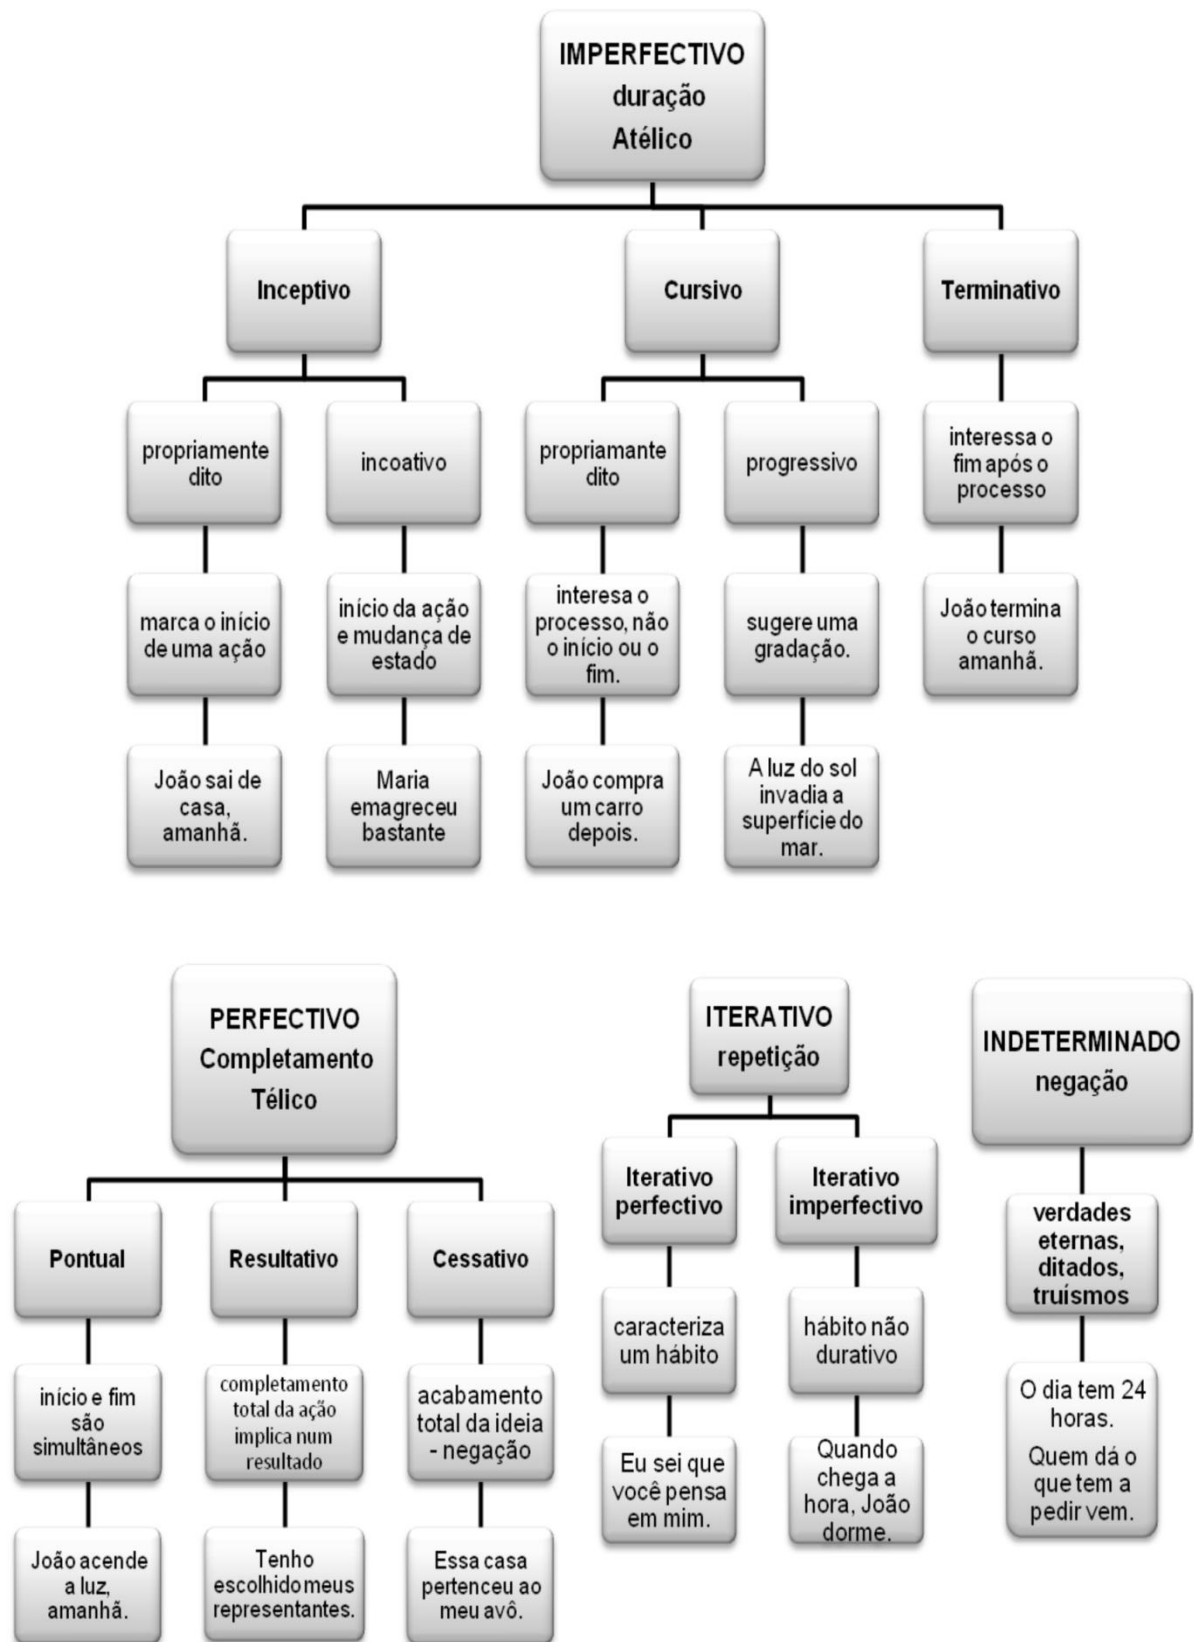 IMPERFECTIVO
duração
Atélico
Inceptivo
Cursivo
Terminativo
propriamente
dito
incoativo
propriamante
dito
progressivo
interessa o
fim após o
processo
marca o início
de uma ação
início da ação
e mudança de
estado
interesa o
processo, não
o início ou o
fim.
sugere uma
gradação.
João termina
o curso
amanhã.
João sai de
casa,
amanhã.
Maria
emagreceu
bastante
João compra
um carro
depois.
A luz do sol
invadia a
superfície do
mar.
PERFECTIVO
Completamento
Télico
ITERATIVO
repetição
INDETERMINADO
negação
Pontual
Resultativo
Cessativo
Iterativo
perfectivo
Iterativo
imperfectivo
verdades
eternas,
ditados,
truísmos
início e fim
são
simultâneos
completamento
total da ação
implica num
resultado
acabamento
total da ideia
- negação
caracteriza
um hábito
hábito não
durativo
O dia tem 24
horas.
Quem dá o
que tem a
pedir vem.
João acende
a luz,
amanhã.
Tenho
escolhido meus
representantes.
Essa casa
pertenceu ao
meu avô.
Eu sei que
você pensa
em mim.
Quando
chega a
hora, João
dorme.